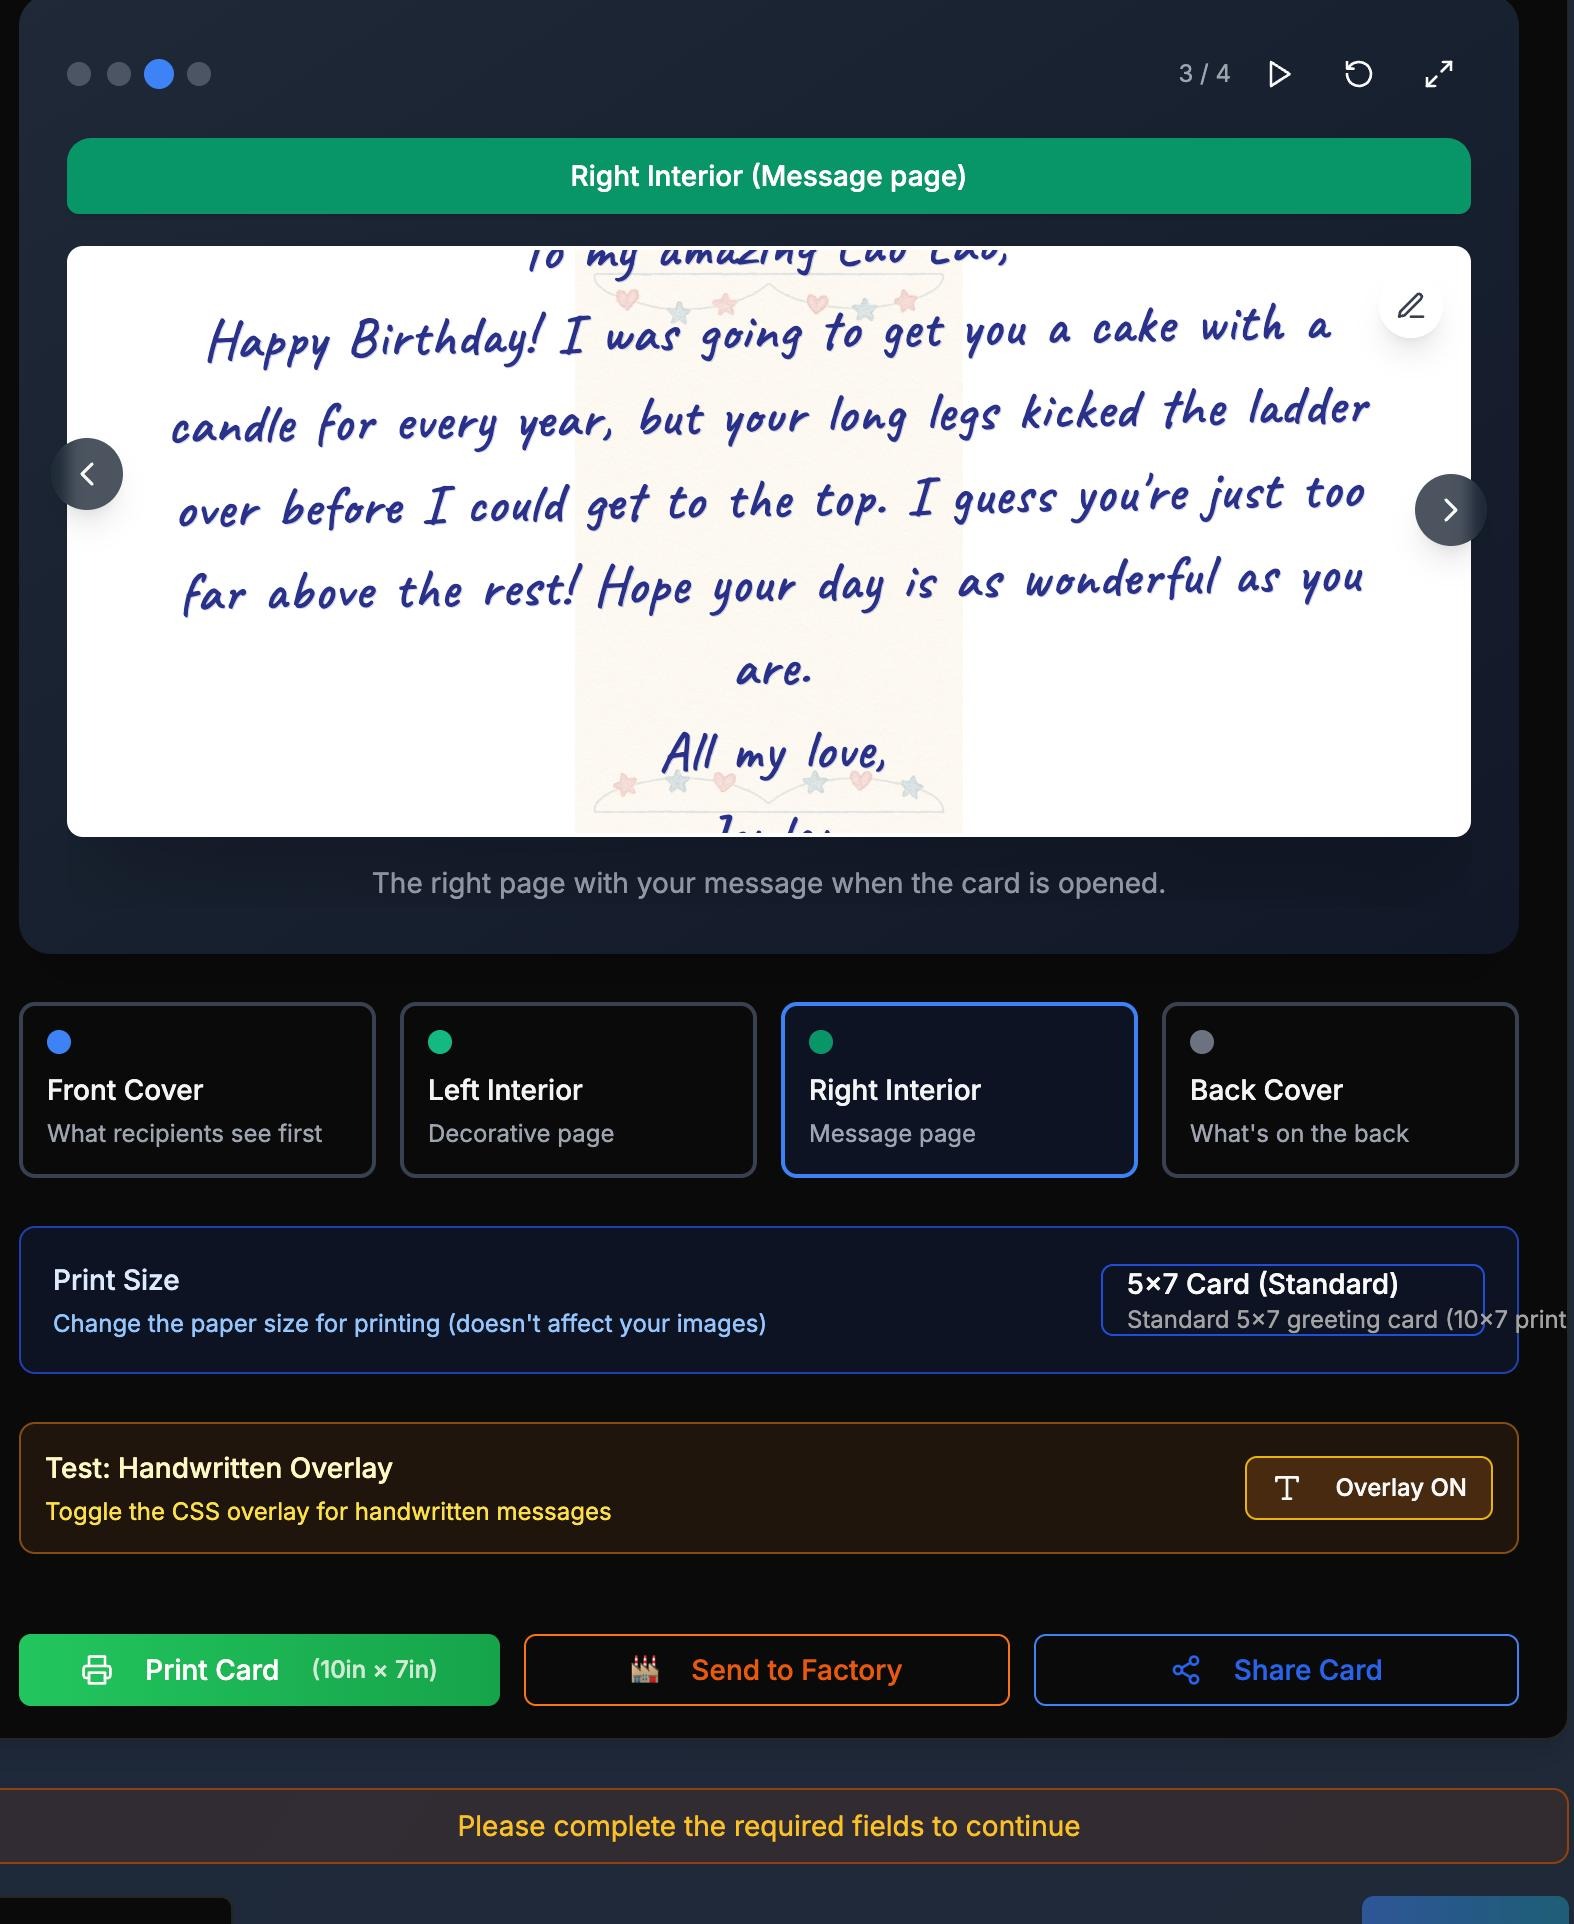 3 / 4
Right Interior (Message page)
To my amazing Lao Lao,
Happy Birthday! I was going to get you a cake with a
candle for every year, but your long legs kicked the ladder
over before I could get to the top. I guess you're just too
far above the rest! Hope your day is as wonderful as you
are.
All my love,
The right page with your message when the card is opened.
Front Cover
What recipients see first
Left Interior
Decorative page
Right Interior
Message page
Back Cover
What's on the back
Print Size
Change the paper size for printing (doesn't affect your images)
5×7 Card (Standard)
Standard 5×7 greeting card (10×7 print
Test: Handwritten Overlay
Toggle the CSS overlay for handwritten messages
Overlay ON
Print Card (10in × 7in)
Send to Factory
Share Card
Please complete the required fields to continue